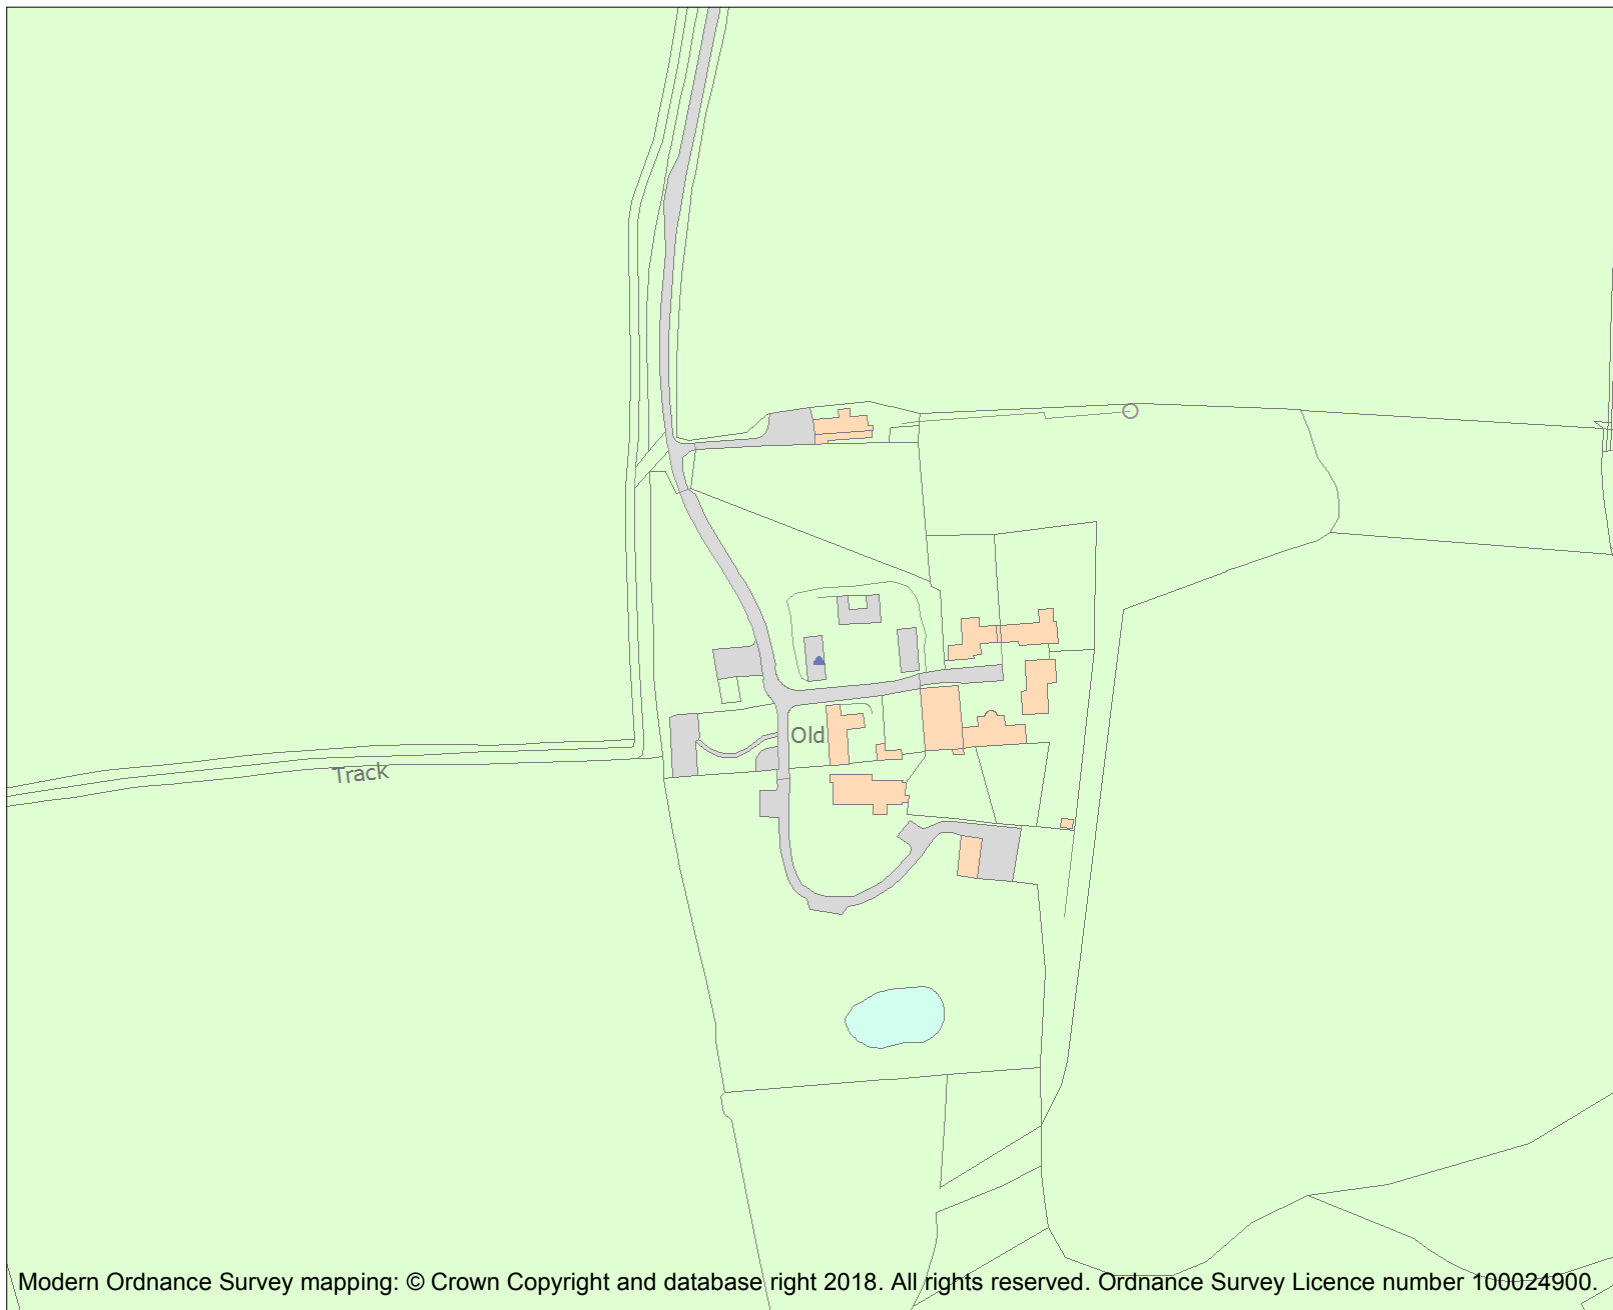 Old
Track
Modern Ordnance Survey mapping: © Crown Copyright and database right 2018. All rights reserved. Ordnance Survey Licence number 100024900.